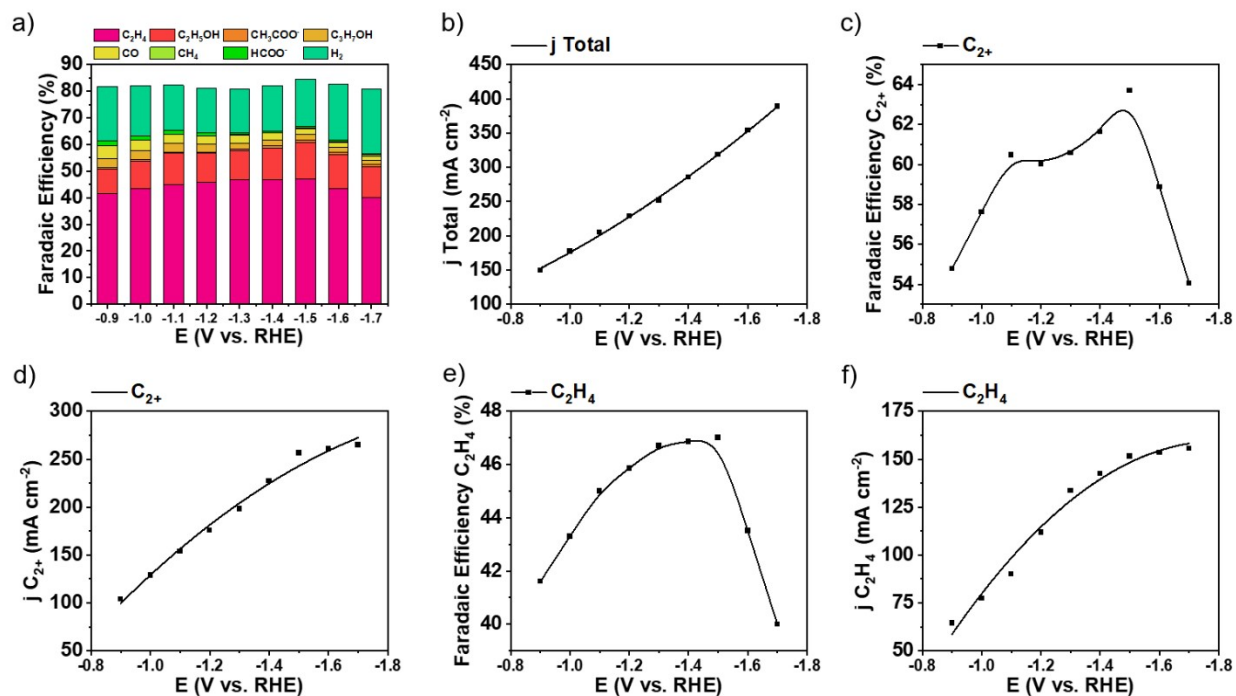 a)
C₂H₄ C₂H₅OH CH₃COO⁻ C₃H₇OH
CO CH₄ HCOO⁻ H₂
Faradaic Efficiency (%)
90
80
70
60
50
40
30
20
10
0
-0.9 -1.0 -1.1 -1.2 -1.3 -1.4 -1.5 -1.6 -1.7
E (V vs. RHE)
b)
j Total
j Total (mA cm⁻²)
450
400
350
300
250
200
150
100
-0.8 -1.0 -1.2 -1.4 -1.6 -1.8
E (V vs. RHE)
c)
C₂₊
Faradaic Efficiency C₂₊ (%)
64
62
60
58
56
54
-0.8 -1.0 -1.2 -1.4 -1.6 -1.8
E (V vs. RHE)
d)
C₂₊
j C₂₊ (mA cm⁻²)
300
250
200
150
100
50
-0.8 -1.0 -1.2 -1.4 -1.6 -1.8
E (V vs. RHE)
e)
C₂H₄
Faradaic Efficiency C₂H₄ (%)
48
46
44
42
40
-0.8 -1.0 -1.2 -1.4 -1.6 -1.8
E (V vs. RHE)
f)
C₂H₄
j C₂H₄ (mA cm⁻²)
175
150
125
100
75
50
-0.8 -1.0 -1.2 -1.4 -1.6 -1.8
E (V vs. RHE)